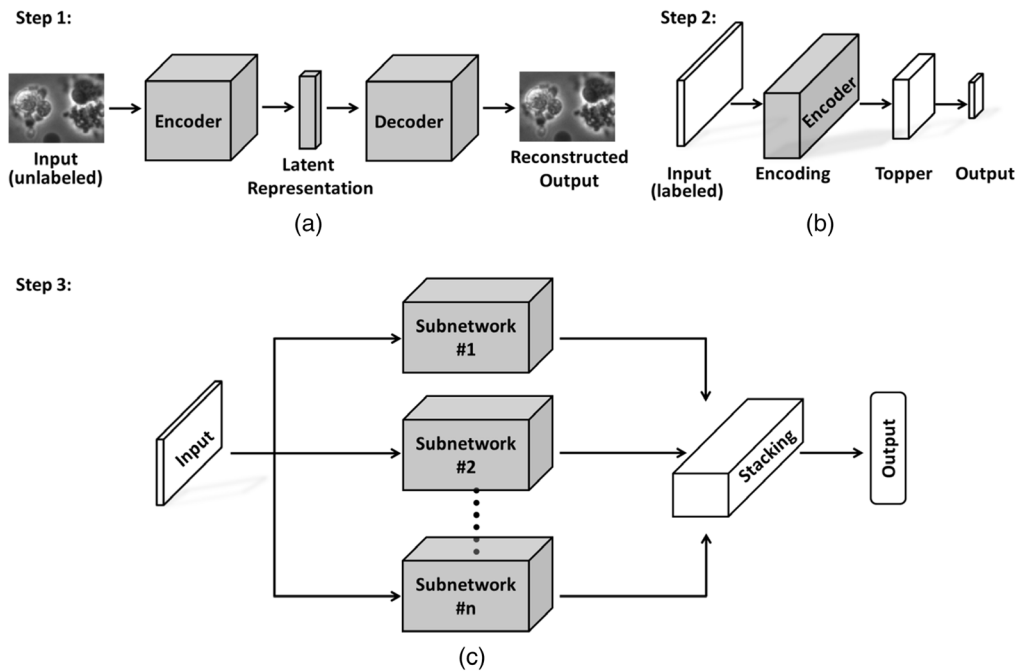 Step 1:
Encoder
Decoder
Input
(unlabeled)
Latent
Representation
Reconstructed
Output
(a)
Step 2:
Encoder
Input
(labeled)
Encoding
Topper
Output
(b)
Step 3:
Input
Subnetwork
#1
Subnetwork
#2
Subnetwork
#n
Stacking
Output
(c)